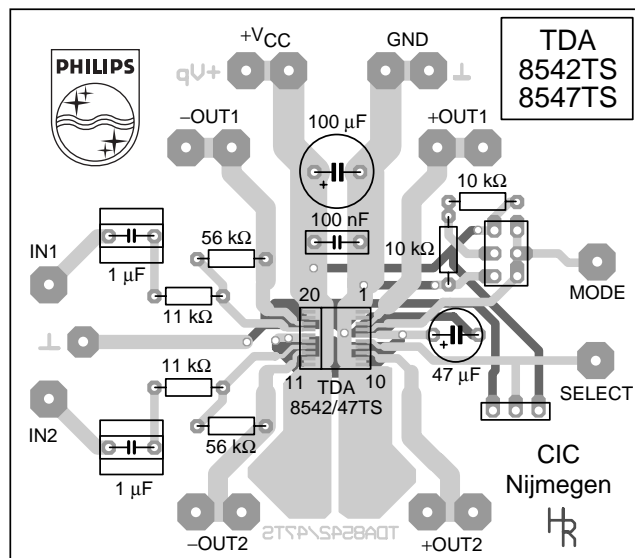 +VCC
GND
TDA
8542TS
8547TS
+Vp
⊥
PHILIPS
−OUT1
+OUT1
100 µF
+
10 kΩ
100 nF
10 kΩ
IN1
1 µF
56 kΩ
MODE
11 kΩ
20
1
⊥
+
11 kΩ
47 µF
11
10
TDA
8542/47TS
SELECT
IN2
56 kΩ
1 µF
CIC
Nijmegen
HR
TDA8542/47TS
−OUT2
+OUT2